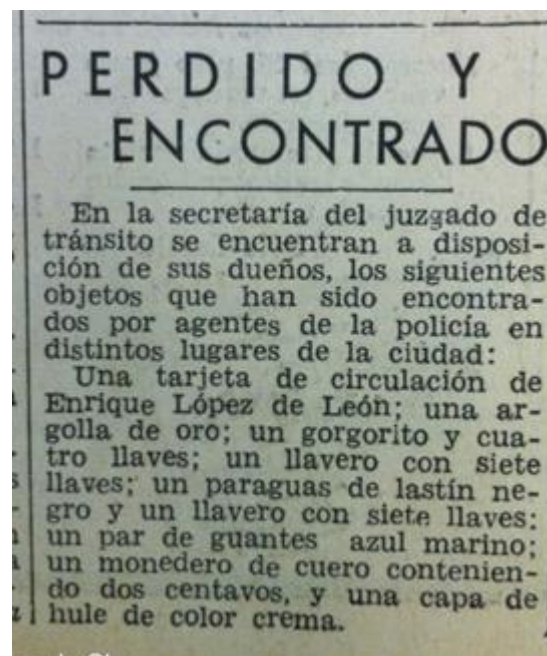 PERDIDO Y
ENCONTRADO
En la secretaría del juzgado de
tránsito se encuentran a disposi-
ción de sus dueños, los siguientes
objetos que han sido encontra-
dos por agentes de la policía en
distintos lugares de la ciudad:
Una tarjeta de circulación de
Enrique López de León; una ar-
golla de oro; un gorgorito y cua-
tro llaves; un llavero con siete
llaves; un paraguas de lastín ne-
gro y un llavero con siete llaves;
un par de guantes azul marino;
un monedero de cuero contenien-
do dos centavos, y una capa de
hule de color crema.